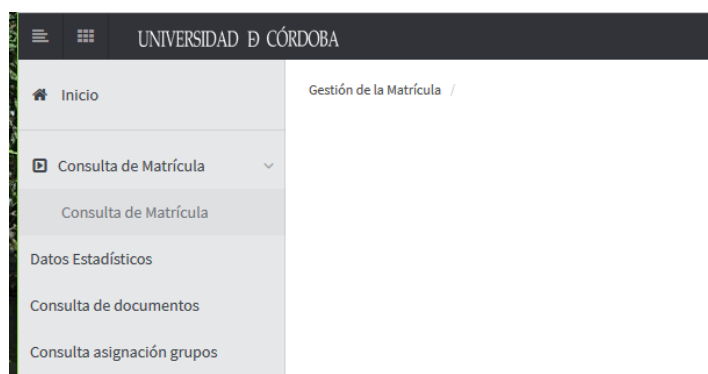 UNIVERSIDAD Ð CÓRDOBA
Inicio
Gestión de la Matrícula /
Consulta de Matrícula
Consulta de Matrícula
Datos Estadísticos
Consulta de documentos
Consulta asignación grupos